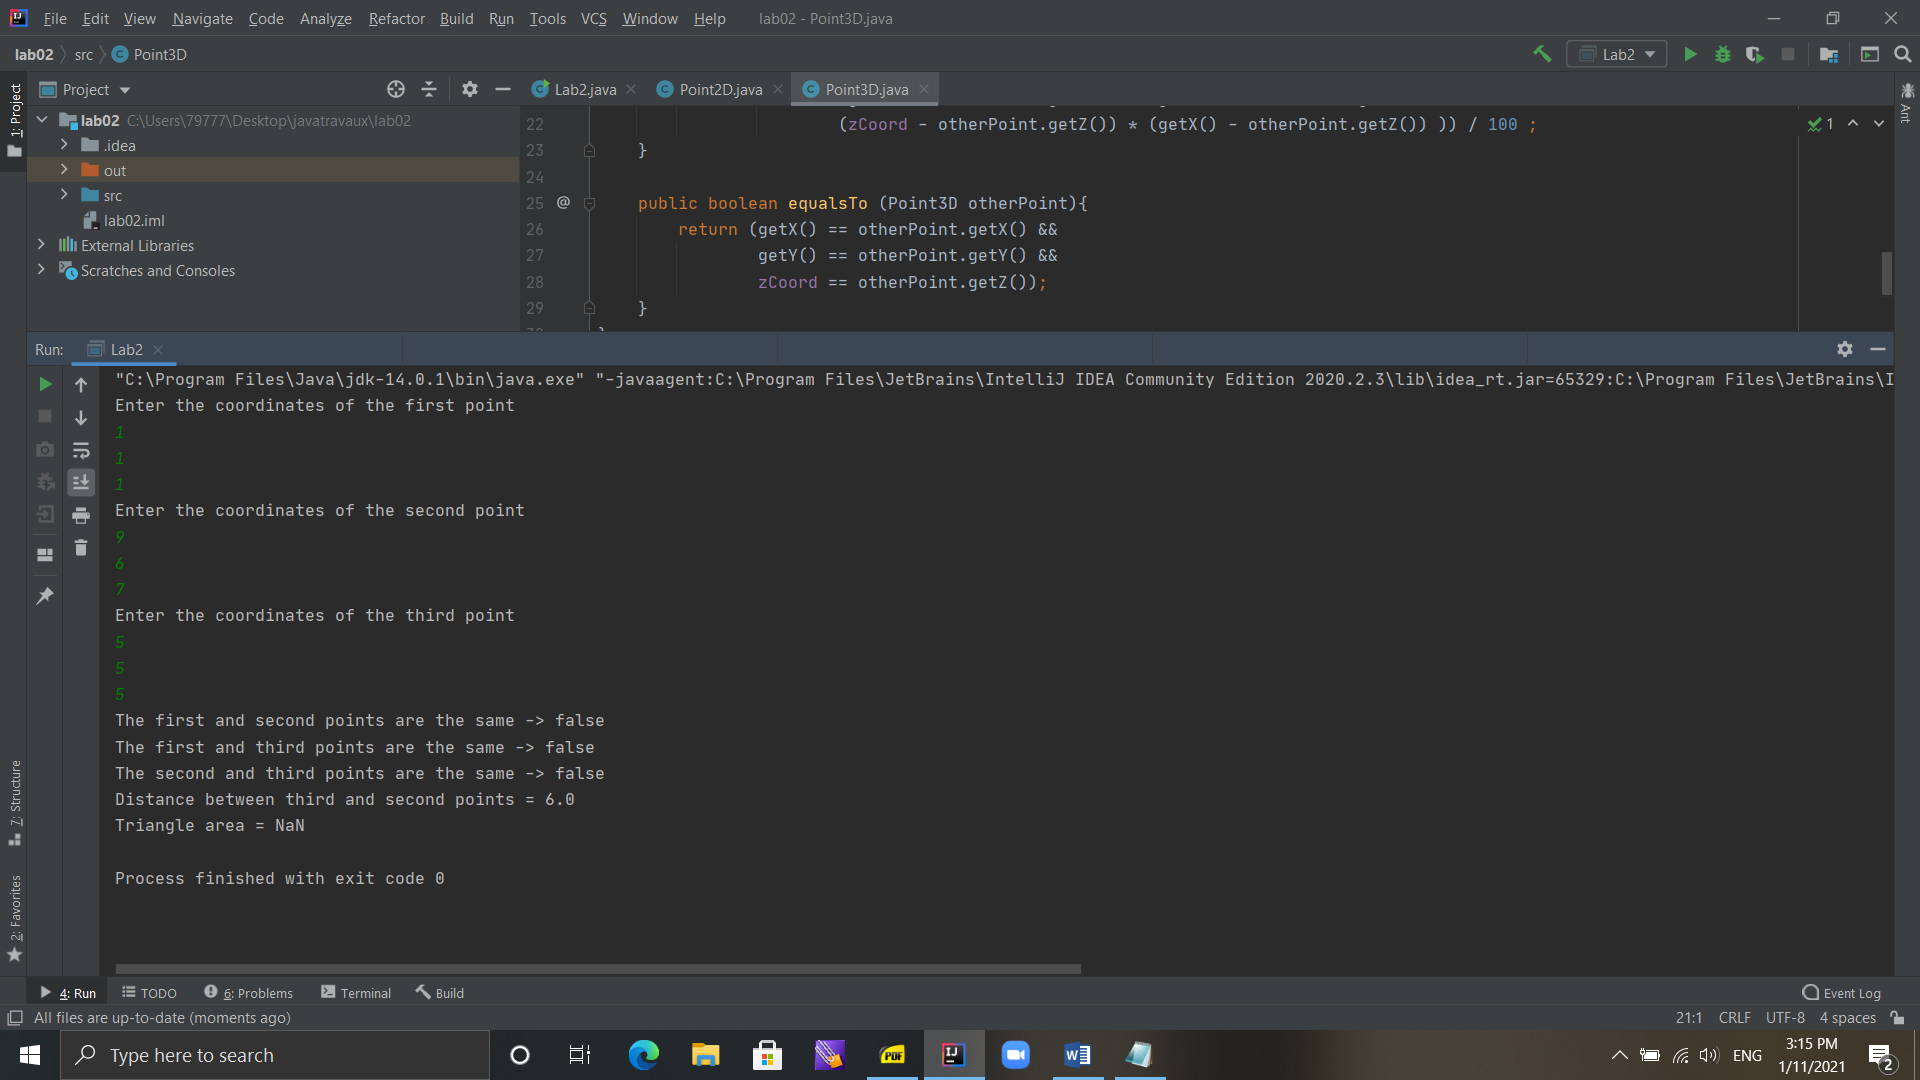 File Edit View Navigate Code Analyze Refactor Build Run Tools VCS Window Help lab02 - Point3D.java
lab02 src Point3D
Lab2
1: Project
Project
Lab2.java Point2D.java Point3D.java
Ant
lab02 C:\Users\79777\Desktop\javatravaux\lab02
.idea
out
src
lab02.iml
External Libraries
Scratches and Consoles
22 (zCoord - otherPoint.getZ()) * (getX() - otherPoint.getZ()) )) / 100 ;
1
23 }
24
25 @ public boolean equalsTo (Point3D otherPoint){
26 return (getX() == otherPoint.getX() &&
27 getY() == otherPoint.getY() &&
28 zCoord == otherPoint.getZ());
29 }
Run: Lab2
"C:\Program Files\Java\jdk-14.0.1\bin\java.exe" "-javaagent:C:\Program Files\JetBrains\IntelliJ IDEA Community Edition 2020.2.3\lib\idea_rt.jar=65329:C:\Program Files\JetBrains\I
Enter the coordinates of the first point
1
1
1
Enter the coordinates of the second point
9
6
7
Enter the coordinates of the third point
5
5
5
The first and second points are the same -> false
The first and third points are the same -> false
The second and third points are the same -> false
Distance between third and second points = 6.0
Triangle area = NaN
Process finished with exit code 0
7: Structure
2: Favorites
4: Run TODO 6: Problems Terminal Build Event Log
All files are up-to-date (moments ago) 21:1 CRLF UTF-8 4 spaces
Type here to search
PDF
ENG
3:15 PM
1/11/2021
2